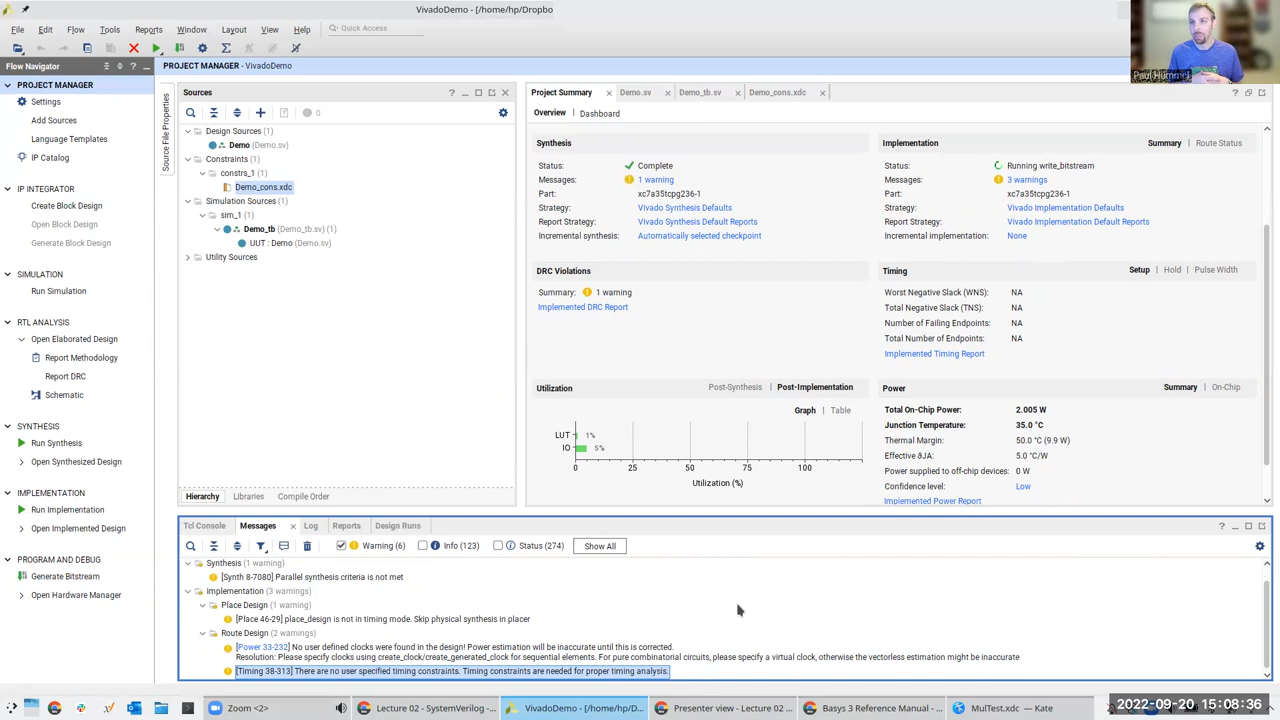 VivadoDemo - [/home/hp/Dropbo
File Edit Flow Tools Reports Window Layout View Help Quick Access
Paul Hummel
Flow Navigator
PROJECT MANAGER
Settings
Add Sources
Language Templates
IP Catalog
IP INTEGRATOR
Create Block Design
Open Block Design
Generate Block Design
SIMULATION
Run Simulation
RTL ANALYSIS
Open Elaborated Design
Report Methodology
Report DRC
Schematic
SYNTHESIS
Run Synthesis
Open Synthesized Design
IMPLEMENTATION
Run Implementation
Open Implemented Design
PROGRAM AND DEBUG
Generate Bitstream
Open Hardware Manager
PROJECT MANAGER - VivadoDemo
Source File Properties
Sources
0
Design Sources (1)
Demo (Demo.sv)
Constraints (1)
constrs_1 (1)
Demo_cons.xdc
Simulation Sources (1)
sim_1 (1)
Demo_tb (Demo_tb.sv) (1)
UUT : Demo (Demo.sv)
Utility Sources
Hierarchy Libraries Compile Order
Project Summary Demo.sv Demo_tb.sv Demo_cons.xdc
Overview Dashboard
Synthesis
Status: Complete
Messages: 1 warning
Part: xc7a35tcpg236-1
Strategy: Vivado Synthesis Defaults
Report Strategy: Vivado Synthesis Default Reports
Incremental synthesis: Automatically selected checkpoint
Implementation Summary Route Status
Status: Running write_bitstream
Messages: 3 warnings
Part: xc7a35tcpg236-1
Strategy: Vivado Implementation Defaults
Report Strategy: Vivado Implementation Default Reports
Incremental implementation: None
DRC Violations
Summary: 1 warning
Implemented DRC Report
Timing Setup Hold Pulse Width
Worst Negative Slack (WNS): NA
Total Negative Slack (TNS): NA
Number of Failing Endpoints: NA
Total Number of Endpoints: NA
Implemented Timing Report
Utilization Post-Synthesis Post-Implementation
Graph Table
LUT 1%
IO 5%
0 25 50 75 100
Utilization (%)
Power Summary On-Chip
Total On-Chip Power: 2.005 W
Junction Temperature: 35.0 °C
Thermal Margin: 50.0 °C (9.9 W)
Effective ϑJA: 5.0 °C/W
Power supplied to off-chip devices: 0 W
Confidence level: Low
Implemented Power Report
Tcl Console Messages Log Reports Design Runs
Warning (6) Info (123) Status (274) Show All
Synthesis (1 warning)
[Synth 8-7080] Parallel synthesis criteria is not met
Implementation (3 warnings)
Place Design (1 warning)
[Place 46-29] place_design is not in timing mode. Skip physical synthesis in placer
Route Design (2 warnings)
[Power 33-232] No user defined clocks were found in the design! Power estimation will be inaccurate until this is corrected.
Resolution: Please specify clocks using create_clock/create_generated_clock for sequential elements. For pure combinatorial circuits, please specify a virtual clock, otherwise the vectorless estimation might be inaccurate
[Timing 38-313] There are no user specified timing constraints. Timing constraints are needed for proper timing analysis.
Zoom <2> Lecture 02 - SystemVerilog - ... VivadoDemo - [/home/hp/D... Presenter view - Lecture 02 ... Basys 3 Reference Manual - ... MulTest.xdc — Kate
2022-09-20 15:08:36